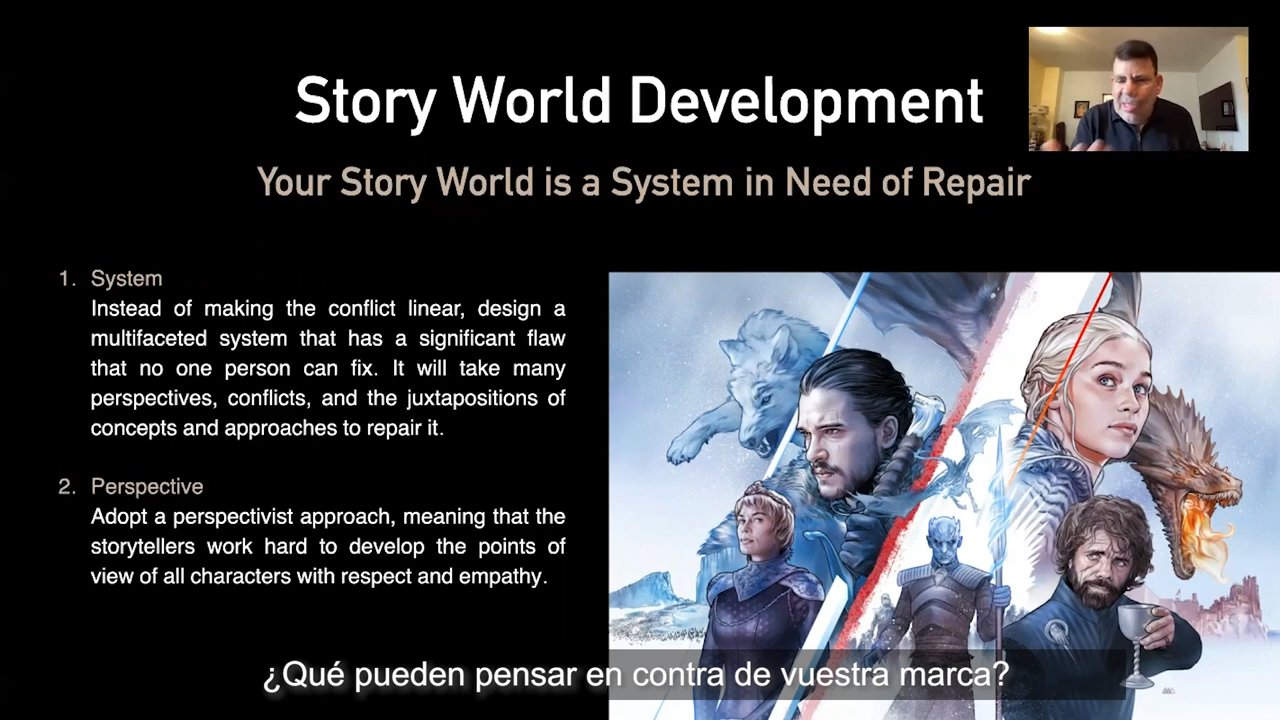 Story World Development
Your Story World is a System in Need of Repair
1. System
Instead of making the conflict linear, design a
multifaceted system that has a significant flaw
that no one person can fix. It will take many
perspectives, conflicts, and the juxtapositions of
concepts and approaches to repair it.
2. Perspective
Adopt a perspectivist approach, meaning that the
storytellers work hard to develop the points of
view of all characters with respect and empathy.
¿Qué pueden pensar en contra de vuestra marca?